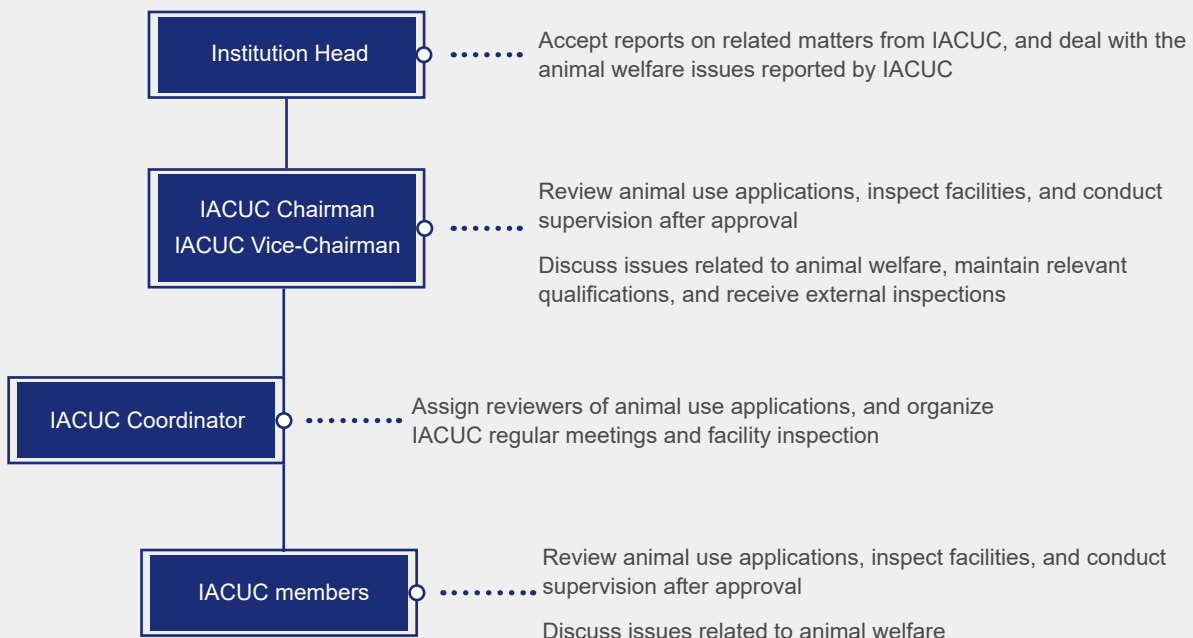 Institution Head
Accept reports on related matters from IACUC, and deal with the
animal welfare issues reported by IACUC
IACUC Chairman
IACUC Vice-Chairman
Review animal use applications, inspect facilities, and conduct
supervision after approval
Discuss issues related to animal welfare, maintain relevant
qualifications, and receive external inspections
IACUC Coordinator
Assign reviewers of animal use applications, and organize
IACUC regular meetings and facility inspection
IACUC members
Review animal use applications, inspect facilities, and conduct
supervision after approval
Discuss issues related to animal welfare